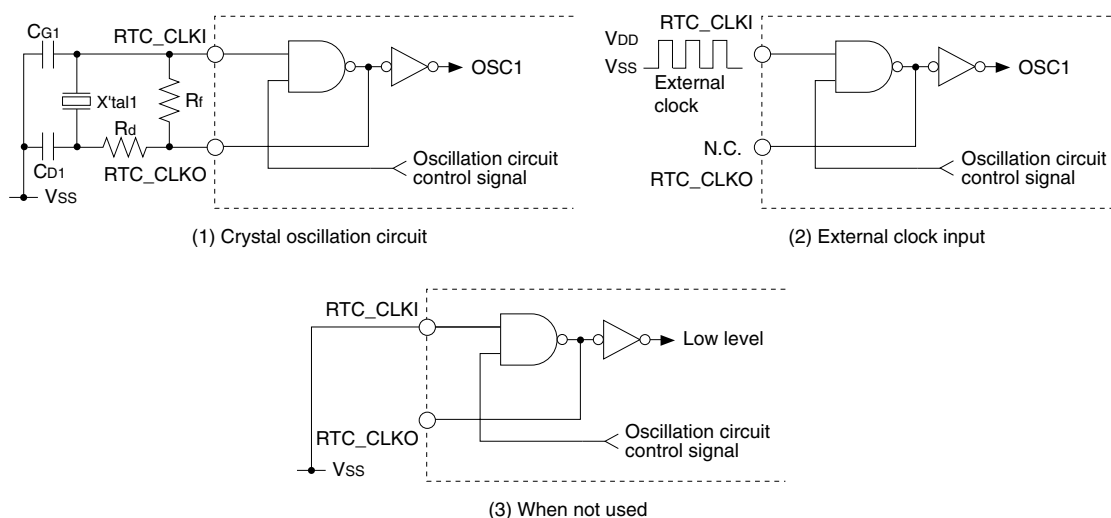 CG1
RTC_CLKI
X'tal1
Rf
OSC1
Rd
CD1
RTC_CLKO
VSS
Oscillation circuit
control signal
(1) Crystal oscillation circuit
RTC_CLKI
VDD
VSS
External
clock
OSC1
N.C.
RTC_CLKO
Oscillation circuit
control signal
(2) External clock input
RTC_CLKI
Low level
RTC_CLKO
VSS
Oscillation circuit
control signal
(3) When not used